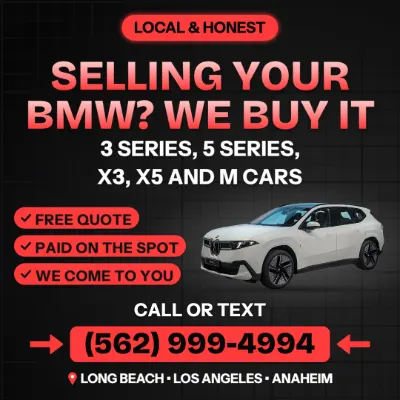 LOCAL & HONEST
SELLING YOUR
BMW? WE BUY IT
3 SERIES, 5 SERIES,
X3, X5 AND M CARS
FREE QUOTE
PAID ON THE SPOT
WE COME TO YOU
CALL OR TEXT
(562) 999-4994
LONG BEACH • LOS ANGELES • ANAHEIM